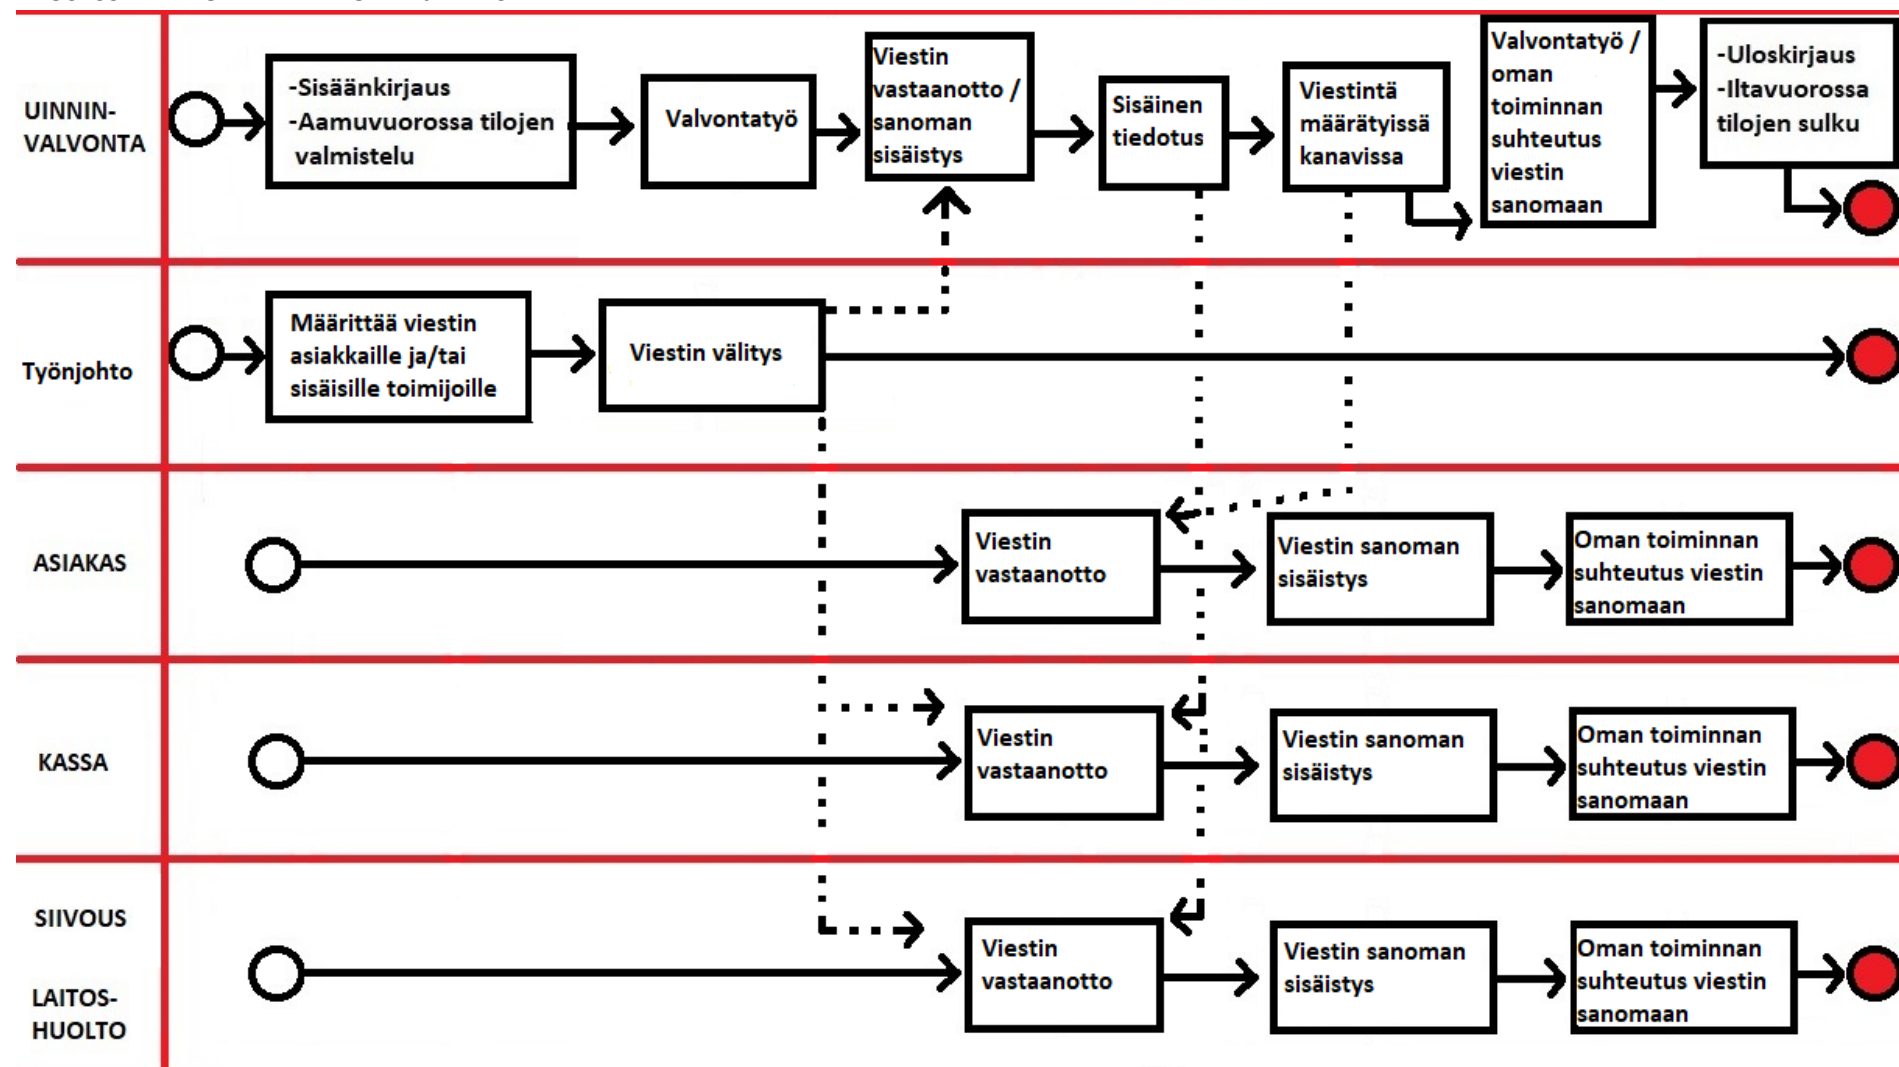 UINNIN-
VALVONTA
-Sisäänkirjaus
-Aamuvuorossa tilojen
valmistelu
Valvontatyö
Viestin
vastaanotto /
sanoman
sisäistys
Sisäinen
tiedotus
Viestintä
määrätyissä
kanavissa
Valvontatyö /
oman
toiminnan
suhteutus
viestin
sanomaan
-Uloskirjaus
-Iltavuorossa
tilojen sulku
Työnjohto
Määrittää viestin
asiakkaille ja/tai
sisäisille toimijoille
Viestin välitys
ASIAKAS
Viestin
vastaanotto
Viestin sanoman
sisäistys
Oman toiminnan
suhteutus viestin
sanomaan
KASSA
Viestin
vastaanotto
Viestin sanoman
sisäistys
Oman toiminnan
suhteutus viestin
sanomaan
SIIVOUS
LAITOS-
HUOLTO
Viestin
vastaanotto
Viestin sanoman
sisäistys
Oman toiminnan
suhteutus viestin
sanomaan